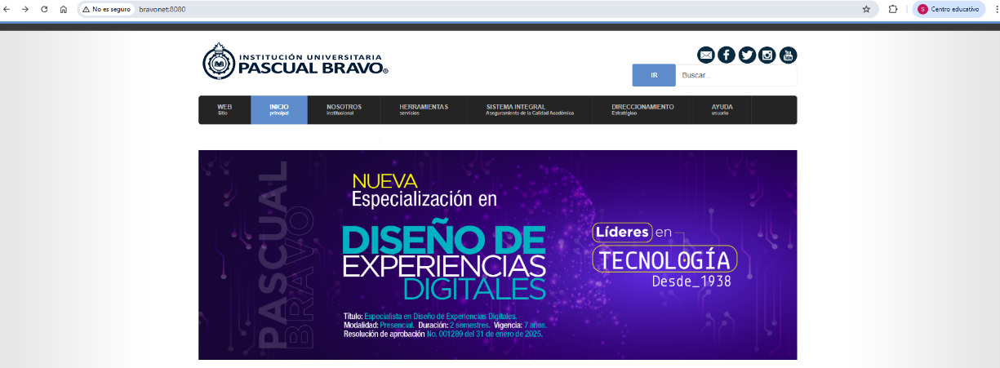 No es seguro bravonet:8080
S Centro educativo
INSTITUCIÓN UNIVERSITARIA
PASCUAL BRAVO®
You Tube
IR Buscar...
WEB INICIO NOSOTROS HERRAMIENTAS SISTEMA INTEGRAL DIRECCIONAMIENTO AYUDA
Sitio principal institucional servicios Aseguramiento de la Calidad Académica Estratégico usuario
PASCUAL
BRAVO
NUEVA
Especialización en
DISEÑO DE
EXPERIENCIAS
DIGITALES
Título: Especialista en Diseño de Experiencias Digitales.
Modalidad: Presencial. Duración: 2 semestres. Vigencia: 7 años.
Resolución de aprobación No. 001289 del 31 de enero de 2025.
Líderes en
TECNOLOGÍA
Desde_1938